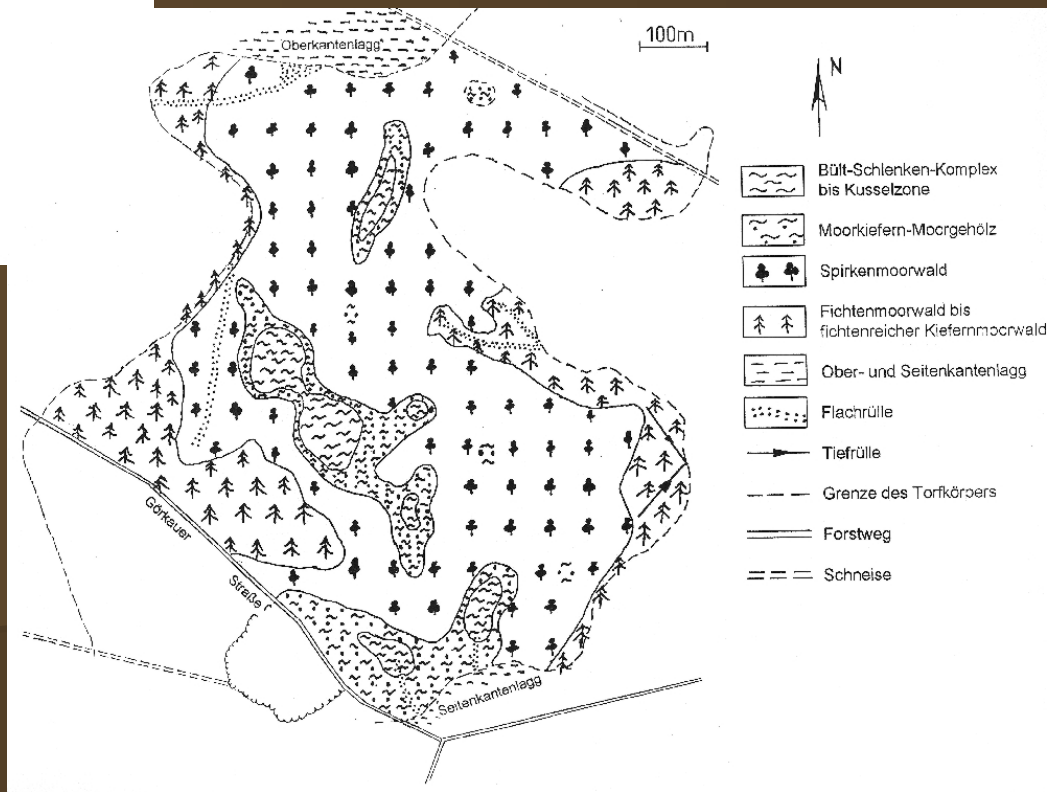 Oberkantenlagg
100m
N
Bült-Schlenken-Komplex
bis Kusselzone
Moorkiefern-Moorgehölz
Spirkenmoorwald
Fichtenmoorwald bis
fichtenreicher Kiefernmoorwald
Ober- und Seitenkantenlagg
Flachrülle
Tiefrülle
Grenze des Torfkörpers
Forstweg
Schneise
Görkauer
Straße
Seitenkantenlagg